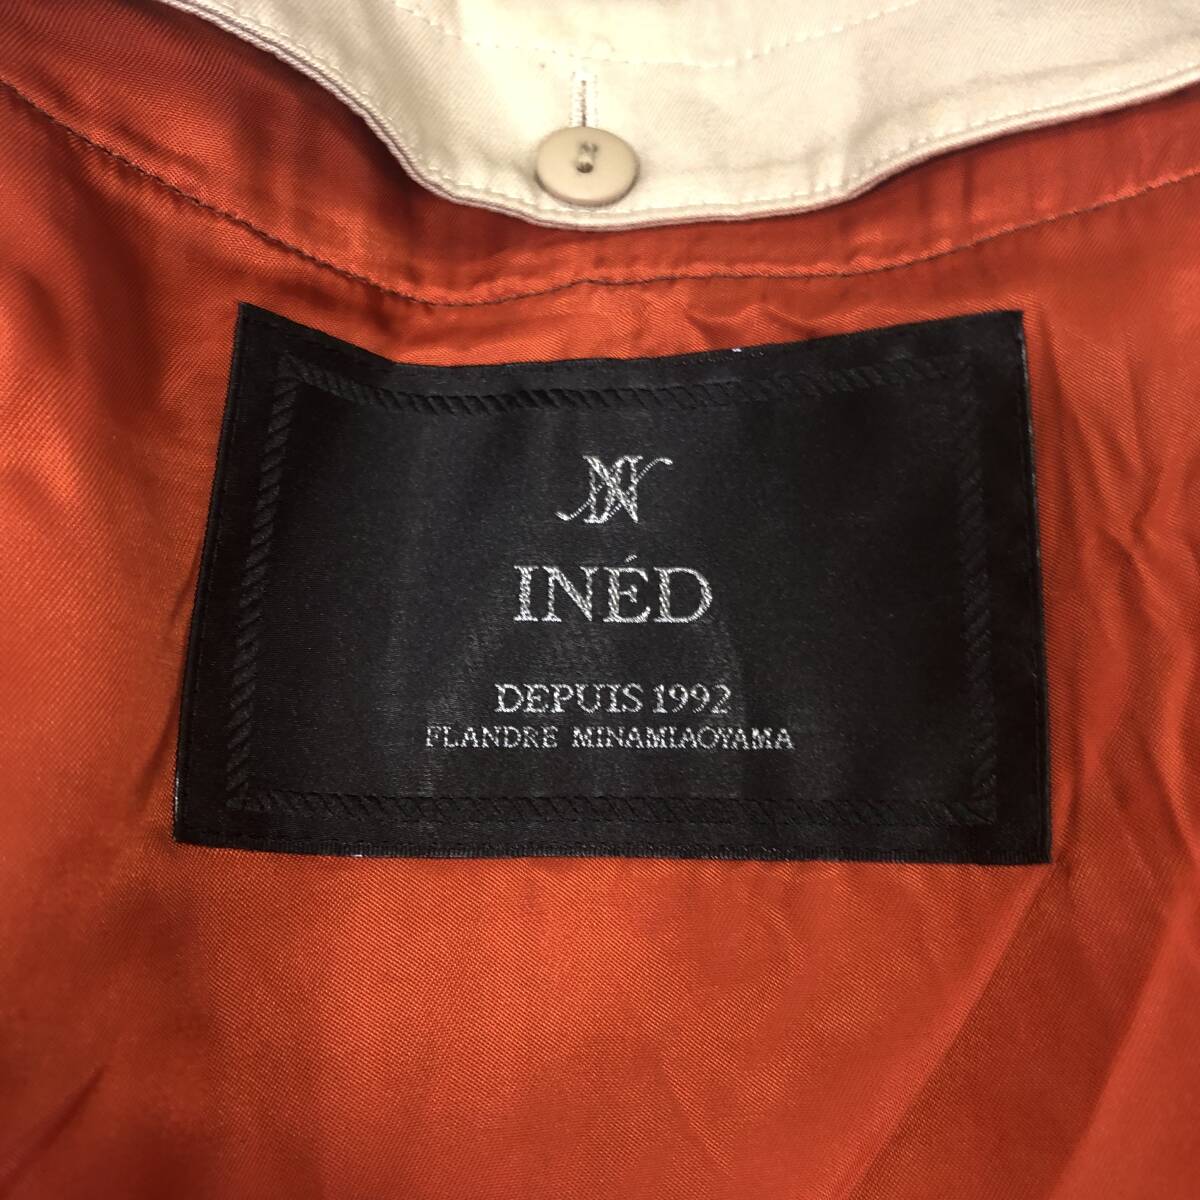 INÉD
DEPUIS 1992
FLANDRE MINAMIAOYAMA